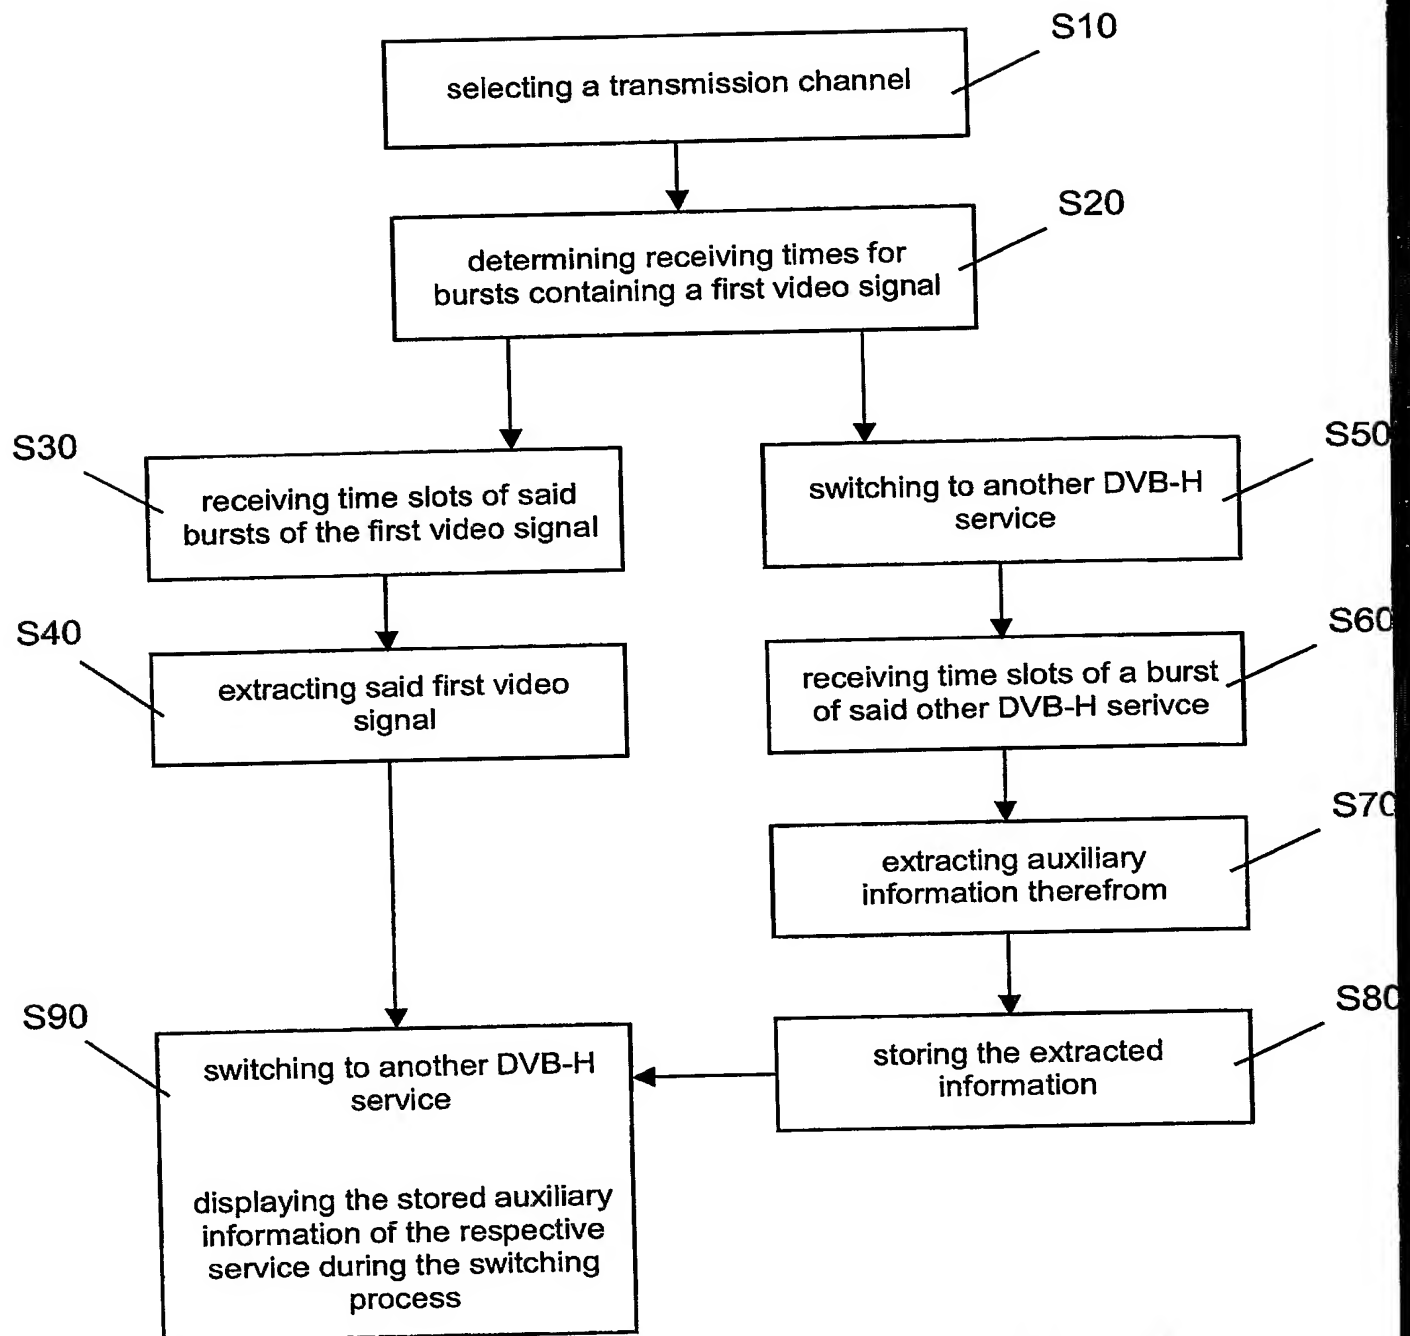 S10
selecting a transmission channel
S20
determining receiving times for
bursts containing a first video signal
S30
receiving time slots of said
bursts of the first video signal
S50
switching to another DVB-H
service
S40
extracting said first video
signal
S60
receiving time slots of a burst
of said other DVB-H serivce
S70
extracting auxiliary
information therefrom
S90
switching to another DVB-H
service
displaying the stored auxiliary
information of the respective
service during the switching
process
S80
storing the extracted
information